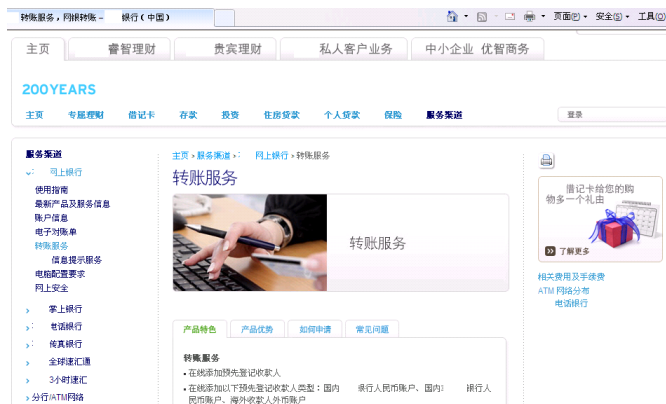 转账服务，网银转账 - 银行（中国）
页面(P) 安全(S) 工具(O)
主页 睿智理财 贵宾理财 私人客户业务 中小企业 优智商务
200YEARS
主页 专属理财 借记卡 存款 投资 住房贷款 个人贷款 保险 服务渠道 登录
服务渠道
网上银行
使用指南
最新产品及服务信息
账户信息
电子对账单
转账服务
信息提示服务
电脑配置要求
网上安全
掌上银行
电话银行
传真银行
全球速汇通
3小时速汇
分行/ATM网络
主页 › 服务渠道 › 网上银行 › 转账服务
转账服务
转账服务
产品特色 产品优势 如何申请 常见问题
转账服务
• 在线添加预先登记收款人
• 在线添加以下预先登记收款人类型：国内 银行人民币账户、国内 银行人
民币账户、海外收款人外币账户
借记卡给您的购
物多一个礼由
了解更多
相关费用及手续费
ATM 网络分布
电话银行